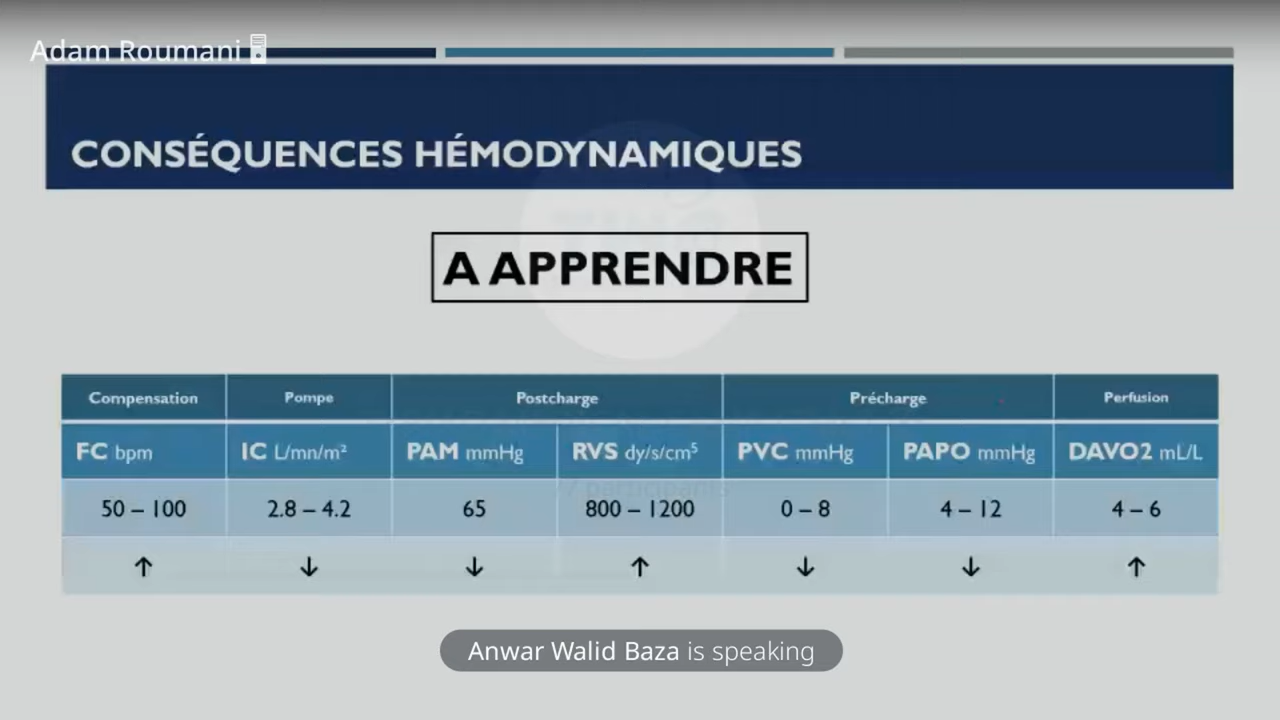 Adam Roumani
CONSÉQUENCES HÉMODYNAMIQUES
A APPRENDRE
Compensation Pompe Postcharge Précharge Perfusion
FC bpm IC L/mn/m² PAM mmHg RVS dy/s/cm⁵ PVC mmHg PAPO mmHg DAVO2 mL/L
50 – 100 2.8 – 4.2 65 800 – 1200 0 – 8 4 – 12 4 – 6
↑ ↓ ↓ ↑ ↓ ↓ ↑
Anwar Walid Baza is speaking